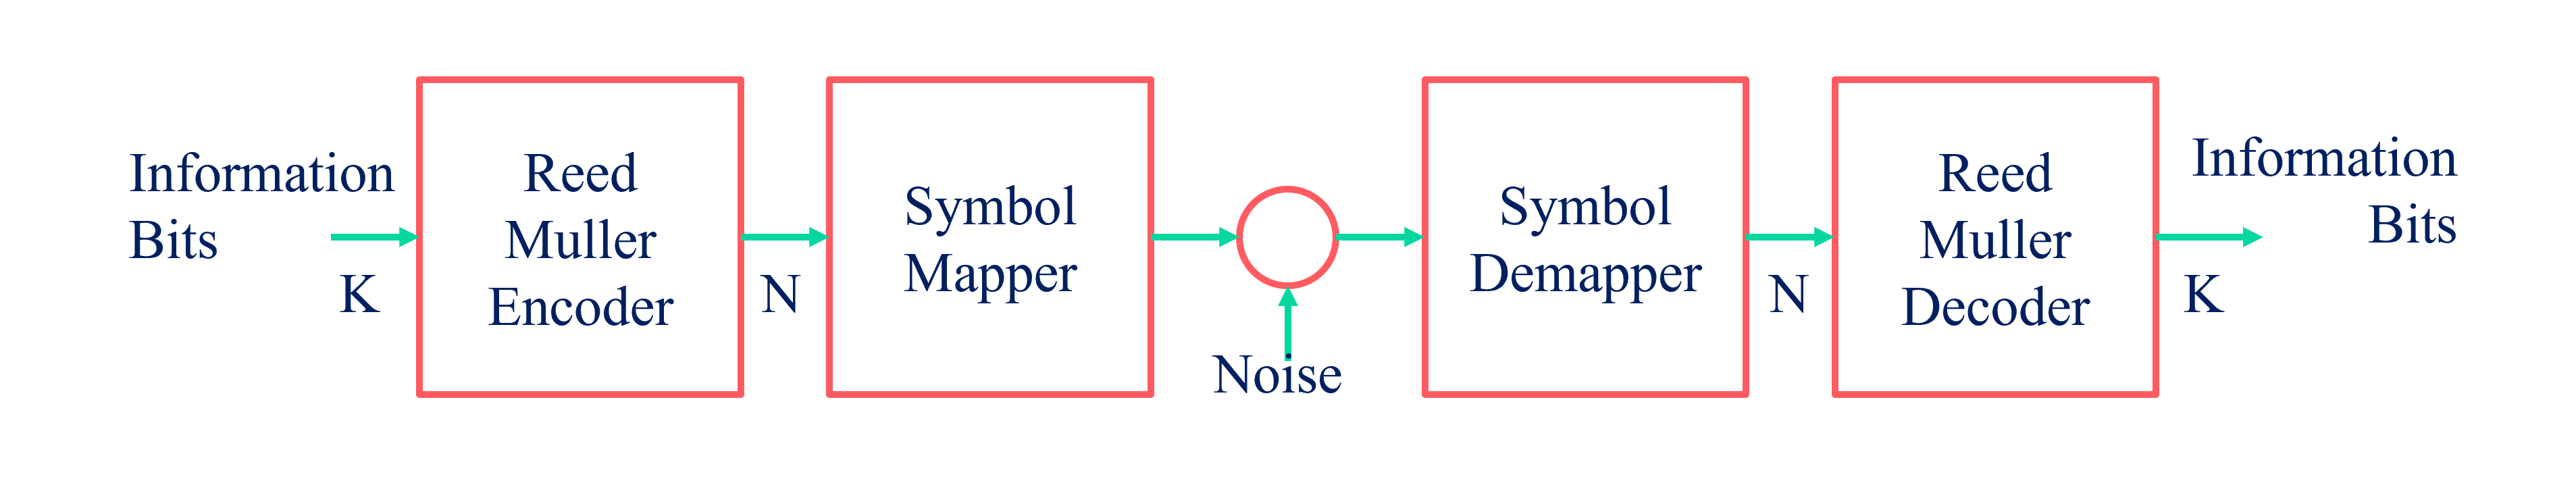 Information
Bits
K
Reed
Muller
Encoder
N
Symbol
Mapper
Noise
Symbol
Demapper
N
Reed
Muller
Decoder
K
Information
Bits